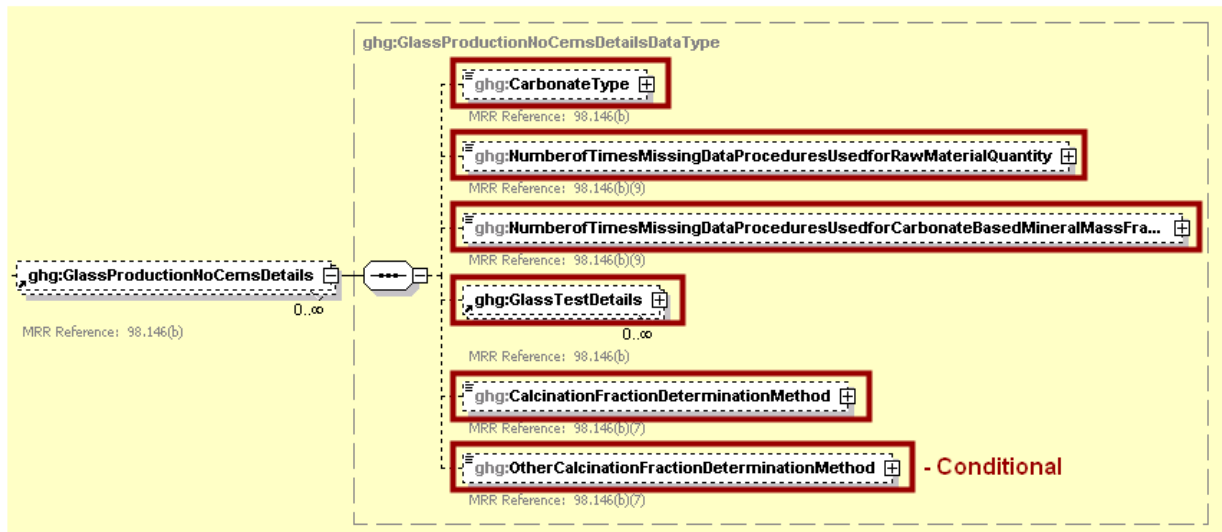 ghg:GlassProductionNoCemsDetailsDataType
ghg:CarbonateType
MRR Reference: 98.146(b)
ghg:NumberofTimesMissingDataProceduresUsedforRawMaterialQuantity
MRR Reference: 98.146(b)(9)
ghg:NumberofTimesMissingDataProceduresUsedforCarbonateBasedMineralMassFra...
MRR Reference: 98.146(b)(9)
ghg:GlassProductionNoCemsDetails
0..∞
MRR Reference: 98.146(b)
ghg:GlassTestDetails
0..∞
MRR Reference: 98.146(b)
ghg:CalcinationFractionDeterminationMethod
MRR Reference: 98.146(b)(7)
ghg:OtherCalcinationFractionDeterminationMethod - Conditional
MRR Reference: 98.146(b)(7)